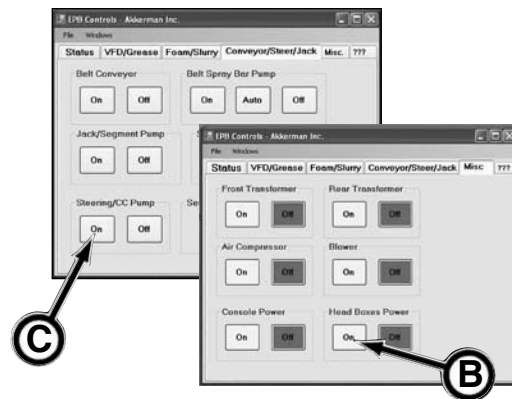 EPB Controls - Akkerman Inc.
File Windows
Status VFD/Grease Foam/Slurry Conveyor/Steer/Jack Misc. ???
Belt Conveyor Belt Spray Bar Pump
On Off On Auto Off
Jack/Segment Pump S
On Off
Steering/CC Pump Se
On Off
EPB Controls - Akkerman Inc.
File Windows
Status VFD/Grease Foam/Slurry Conveyor/Steer/Jack Misc ???
Front Transformer Rear Transformer
On Off On Off
Air Compressor Blower
On Off On Off
Console Power Head Boxes Power
On Off On Off
C
B